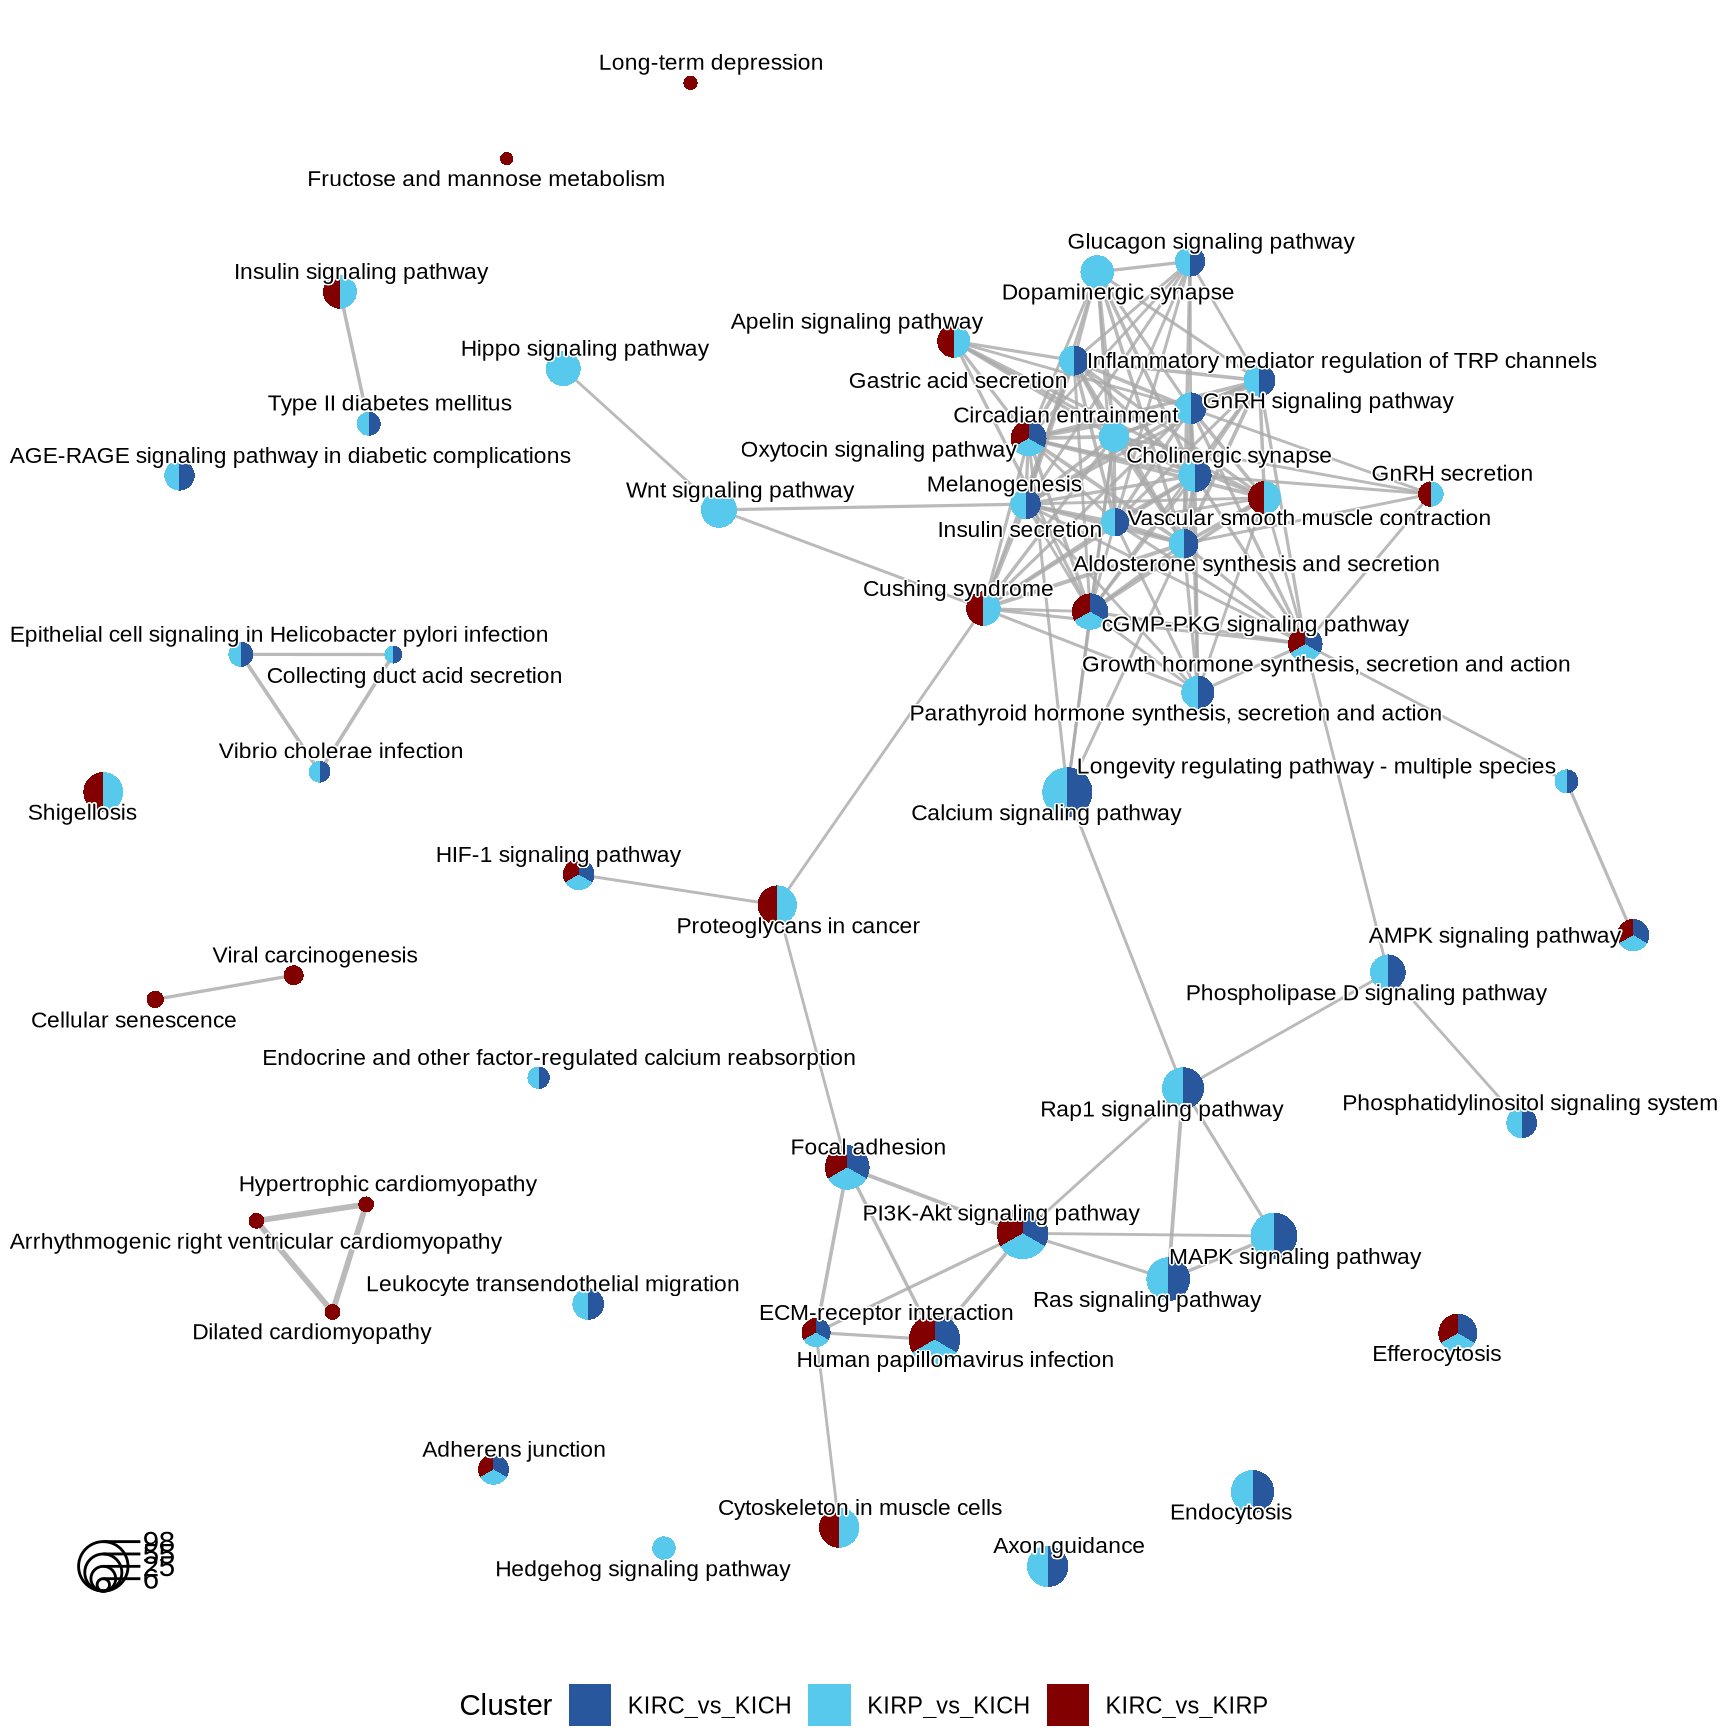 Long-term depression
Fructose and mannose metabolism
Glucagon signaling pathway
Insulin signaling pathway
Dopaminergic synapse
Apelin signaling pathway
Hippo signaling pathway
Inflammatory mediator regulation of TRP channels
Gastric acid secretion
Type II diabetes mellitus
GnRH signaling pathway
Circadian entrainment
Oxytocin signaling pathway
AGE-RAGE signaling pathway in diabetic complications
Cholinergic synapse
GnRH secretion
Melanogenesis
Wnt signaling pathway
Vascular smooth muscle contraction
Insulin secretion
Aldosterone synthesis and secretion
Cushing syndrome
cGMP-PKG signaling pathway
Epithelial cell signaling in Helicobacter pylori infection
Growth hormone synthesis, secretion and action
Collecting duct acid secretion
Parathyroid hormone synthesis, secretion and action
Vibrio cholerae infection
Longevity regulating pathway - multiple species
Shigellosis
Calcium signaling pathway
HIF-1 signaling pathway
Proteoglycans in cancer
AMPK signaling pathway
Viral carcinogenesis
Phospholipase D signaling pathway
Cellular senescence
Endocrine and other factor-regulated calcium reabsorption
Phosphatidylinositol signaling system
Rap1 signaling pathway
Focal adhesion
Hypertrophic cardiomyopathy
PI3K-Akt signaling pathway
Arrhythmogenic right ventricular cardiomyopathy
MAPK signaling pathway
Leukocyte transendothelial migration
Ras signaling pathway
ECM-receptor interaction
Dilated cardiomyopathy
Efferocytosis
Human papillomavirus infection
Adherens junction
Cytoskeleton in muscle cells
Endocytosis
Axon guidance
Hedgehog signaling pathway
98
25
6
Cluster KIRC_vs_KICH KIRP_vs_KICH KIRC_vs_KIRP